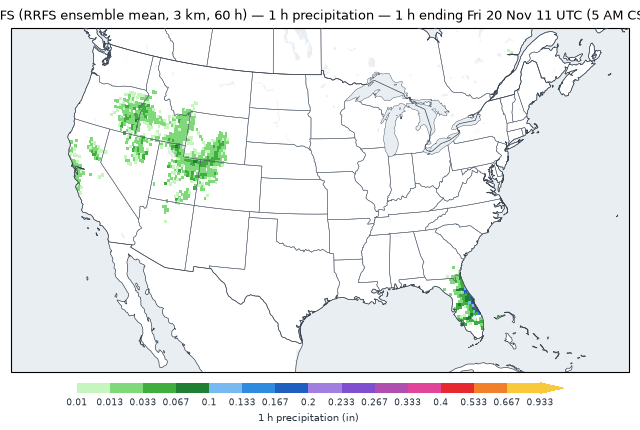 FS (RRFS ensemble mean, 3 km, 60 h) — 1 h precipitation — 1 h ending Fri 20 Nov 11 UTC (5 AM CS
0.01 0.013 0.033 0.067 0.1 0.133 0.167 0.2 0.233 0.267 0.333 0.4 0.533 0.667 0.933
1 h precipitation (in)